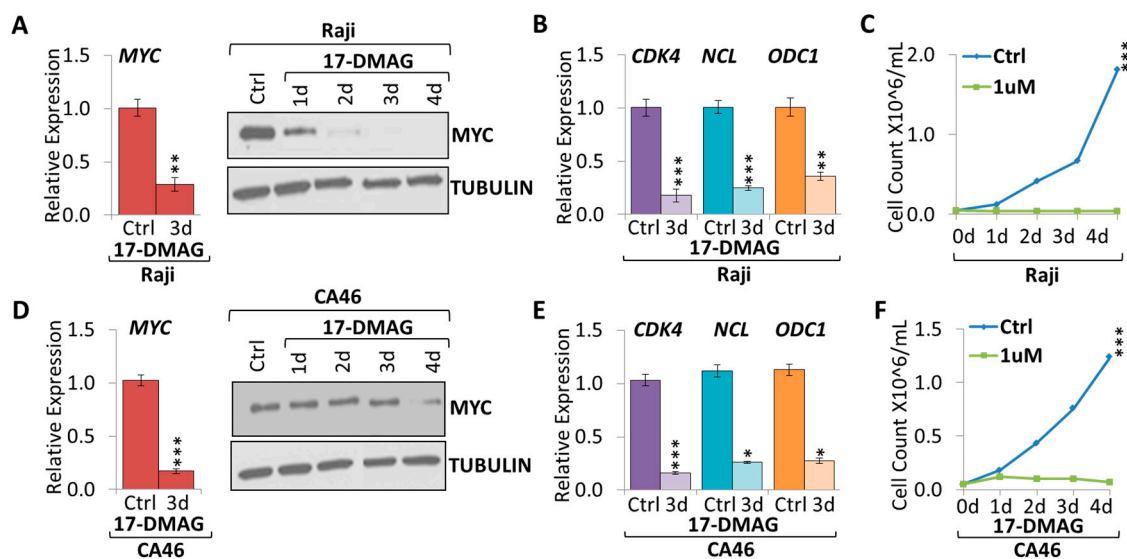 A
Relative Expression
1.5
1.0
0.5
0.0
MYC
**
Ctrl 3d
17-DMAG
Raji
Raji
17-DMAG
Ctrl
1d
2d
3d
4d
MYC
TUBULIN
B
Relative Expression
1.5
1.0
0.5
0.0
CDK4 NCL ODC1
***
***
**
Ctrl 3d Ctrl 3d Ctrl 3d
17-DMAG
Raji
C
Cell Count X10^6/mL
2.0
1.0
0.0
Ctrl
1uM
***
0d 1d 2d 3d 4d
Raji
D
Relative Expression
1.5
1.0
0.5
0.0
MYC
***
Ctrl 3d
17-DMAG
CA46
CA46
17-DMAG
Ctrl
1d
2d
3d
4d
MYC
TUBULIN
E
Relative Expression
1.5
1.0
0.5
0.0
CDK4 NCL ODC1
***
*
*
Ctrl 3d Ctrl 3d Ctrl 3d
17-DMAG
CA46
F
Cell Count X10^6/mL
1.5
1.0
0.5
0.0
Ctrl
1uM
***
0d 1d 2d 3d 4d
17-DMAG
CA46